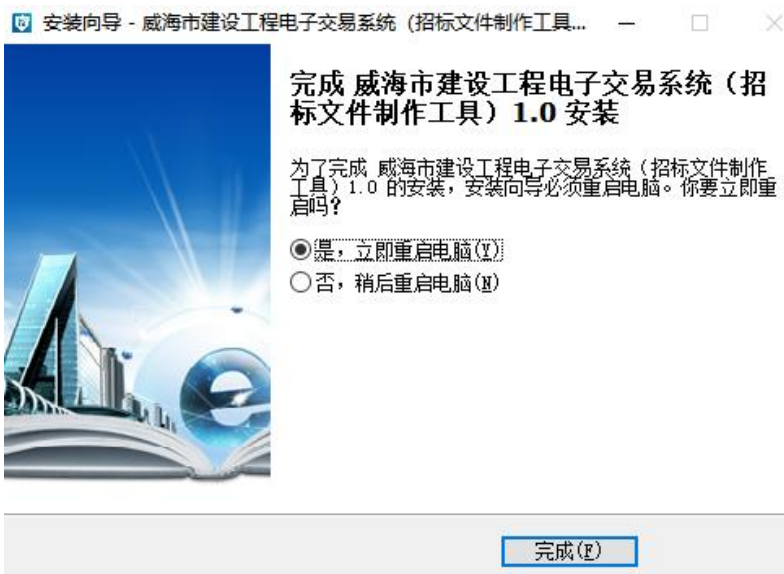 安装向导 - 威海市建设工程电子交易系统（招标文件制作工具...
完成 威海市建设工程电子交易系统（招
标文件制作工具）1.0 安装
为了完成 威海市建设工程电子交易系统（招标文件制作
工具）1.0 的安装，安装向导必须重启电脑。你要立即重
启吗？
是，立即重启电脑(Y)
否，稍后重启电脑(N)
完成(F)